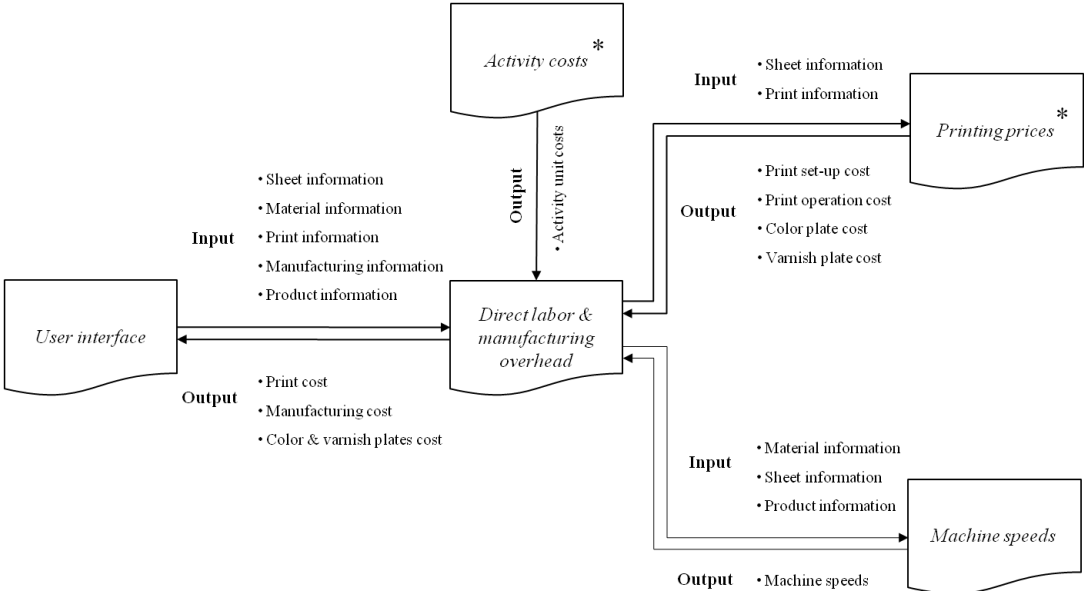 Activity costs *
Input
• Sheet information
• Print information
Printing prices *
Output
• Activity unit costs
• Print set-up cost
• Print operation cost
• Color plate cost
• Varnish plate cost
Output
Input
• Sheet information
• Material information
• Print information
• Manufacturing information
• Product information
User interface
Direct labor &
manufacturing
overhead
Output
• Print cost
• Manufacturing cost
• Color & varnish plates cost
Input
• Material information
• Sheet information
• Product information
Machine speeds
Output
• Machine speeds